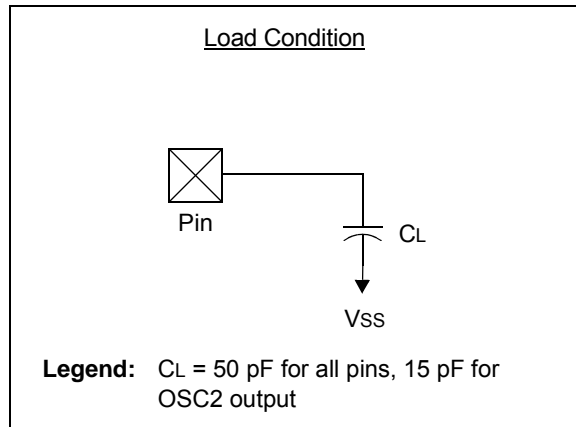 Load Condition
Pin
CL
VSS
Legend: CL = 50 pF for all pins, 15 pF for
OSC2 output